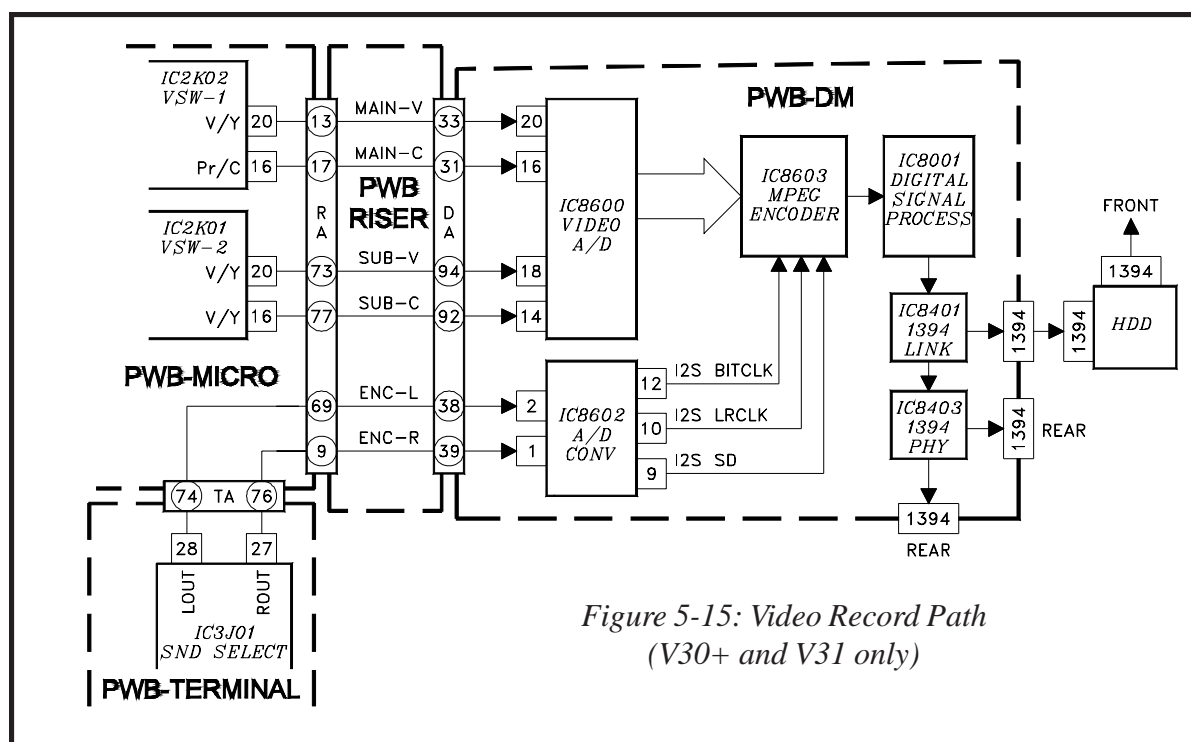 IC2K02
VSW-1
V/Y 20 13 MAIN-V 33 20
Pr/C 16 17 MAIN-C 31 16
PWB
RISER
RA
DA
IC2K01
VSW-2
V/Y 20 73 SUB-V 94 18
V/Y 16 77 SUB-C 92 14
PWB-MICRO
69 ENC-L 38 2
9 ENC-R 39 1
74 TA 76
28 27
LOUT ROUT
IC3J01
SND SELECT
PWB-TERMINAL
PWB-DM
IC8600
VIDEO
A/D
IC8603
MPEG
ENCODER
IC8001
DIGITAL
SIGNAL
PROCESS
IC8602
A/D
CONV
12 I2S BITCLK
10 I2S LRCLK
9 I2S SD
IC8401
1394
LINK
1394
1394
HDD
1394
FRONT
IC8403
1394
PHY
1394
REAR
1394
REAR
Figure 5-15: Video Record Path
(V30+ and V31 only)